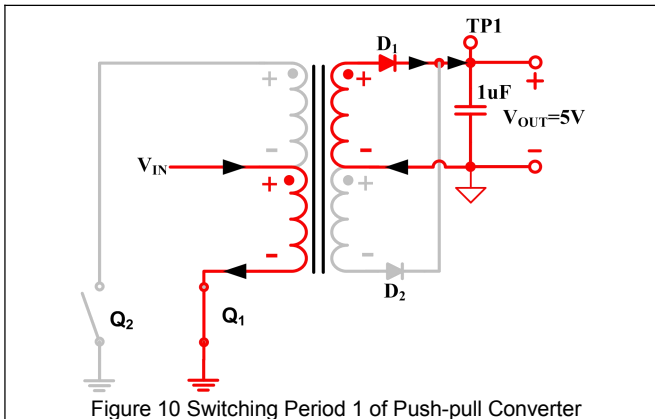 TP1
D1
+
+
+
1uF
VOUT=5V
-
-
-
VIN
+
+
-
-
D2
Q2
Q1
Figure 10 Switching Period 1 of Push-pull Converter